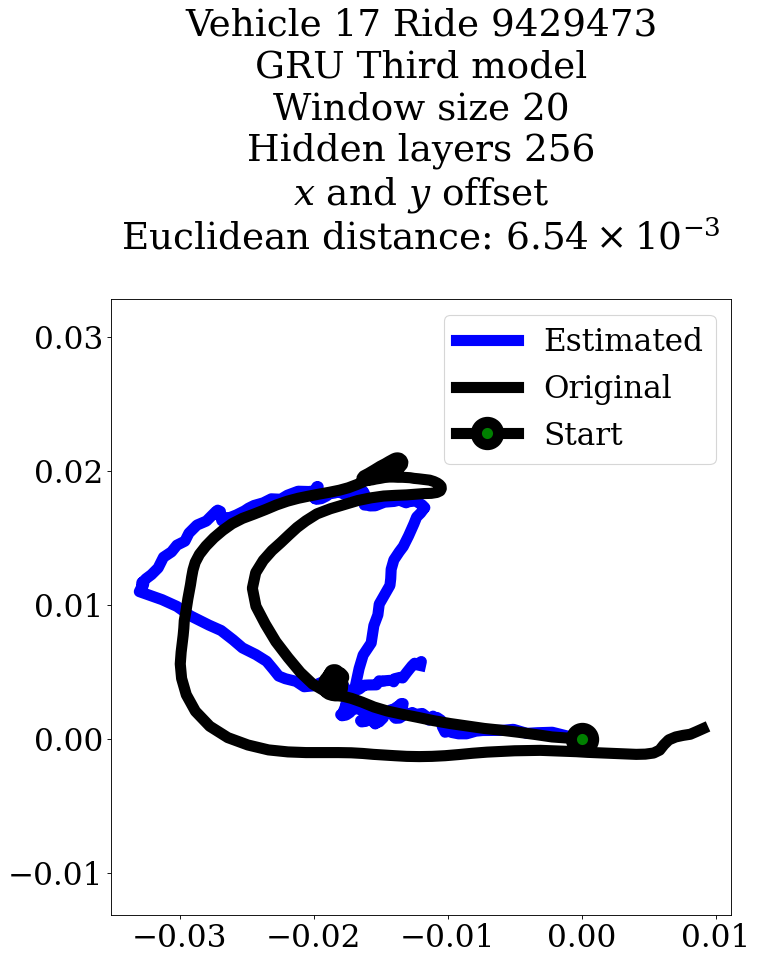 Vehicle 17 Ride 9429473
GRU Third model
Window size 20
Hidden layers 256
x and y offset
Euclidean distance: 6.54 × 10⁻³
Estimated
Original
Start
0.03
0.02
0.01
0.00
−0.01
−0.03 −0.02 −0.01 0.00 0.01